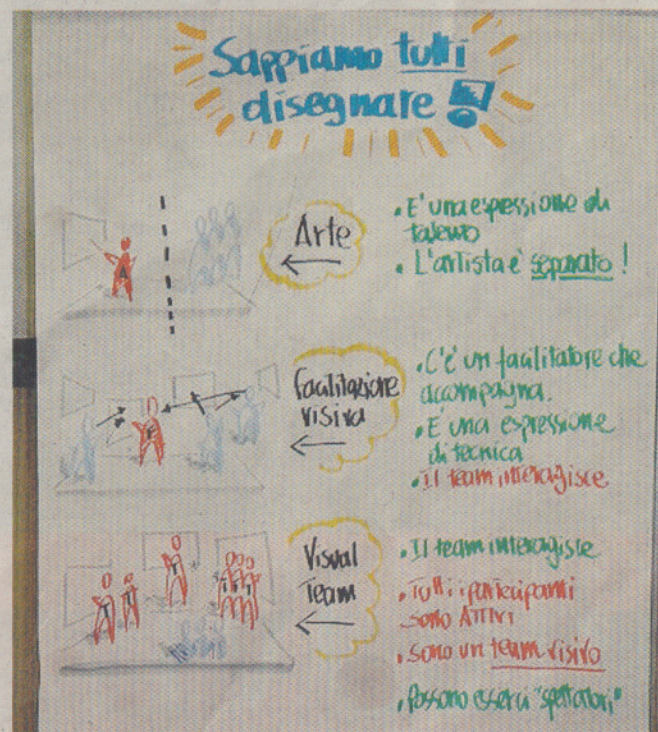 Sappiamo tutti
disegnare!
Arte
• E' una espressione di
talento
• L'artista è separato!
A
Facilitazione
visiva
• C'è un facilitatore che
accompagna.
• È una espressione
di tecnica
• Il team interagisce
F
Visual
Team
• Il team interagisce
• Tutti i partecipanti
sono ATTIVI
• sono un team visivo
• Possono esserci "spettatori"
T T T T T T